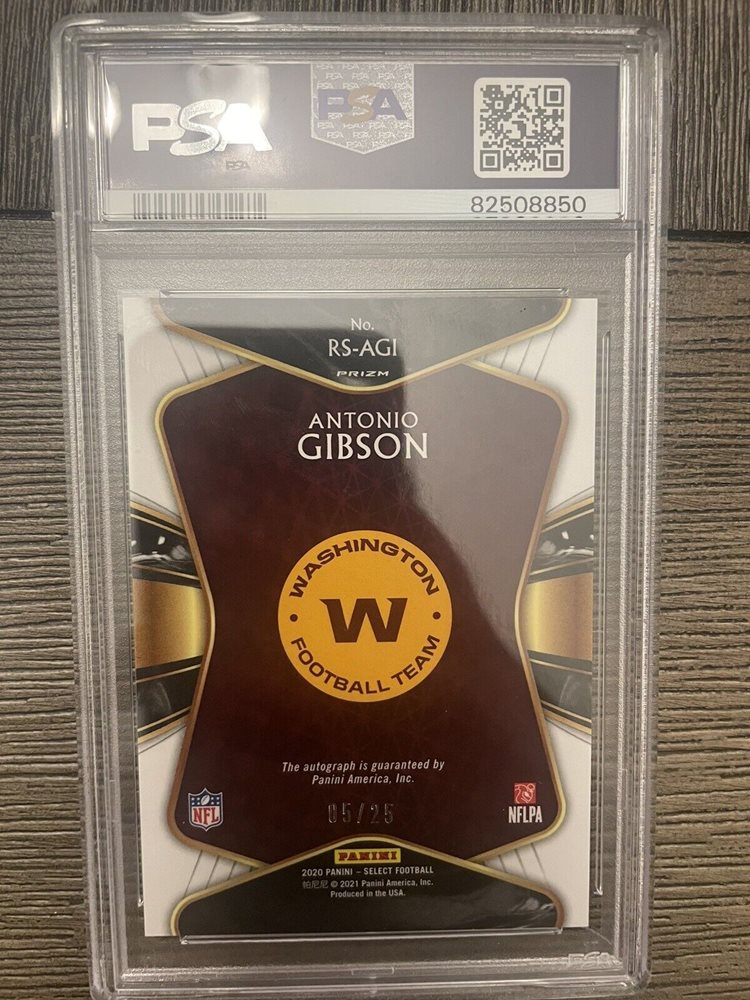 PSA
PSA
PSA
82508850
No.
RS-AGI
PRIZM
ANTONIO
GIBSON
WASHINGTON
W
FOOTBALL TEAM
The autograph is guaranteed by
Panini America, Inc.
05/25
NFL
NFLPA
PANINI
2020 PANINI – SELECT FOOTBALL
帕尼尼 © 2021 Panini America, Inc.
Produced in the USA.
PSA